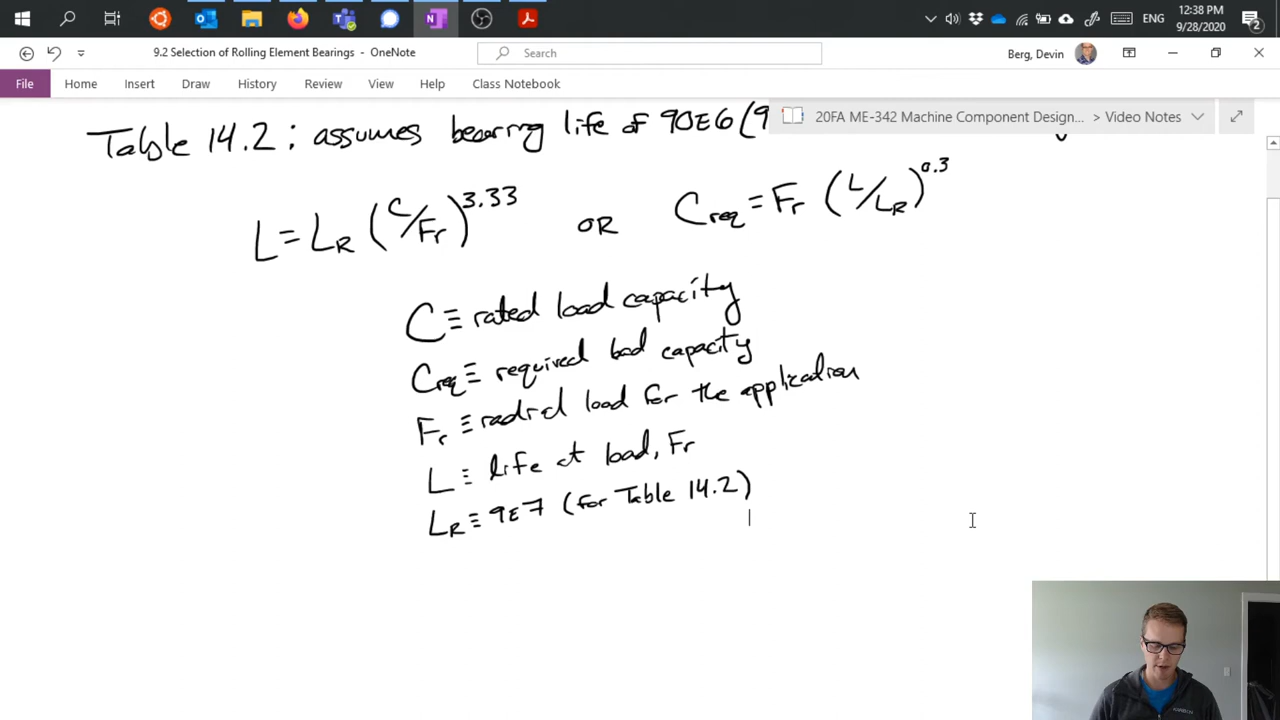 12:38 PM
ENG
9/28/2020
2
9.2 Selection of Rolling Element Bearings - OneNote
Search
Berg, Devin
File Home Insert Draw History Review View Help Class Notebook
20FA ME-342 Machine Component Design... > Video Notes
Table 14.2 : assumes bearing life of 90E6 (9
L = LR (C/Fr)^3.33 OR Creq = Fr (L/LR)^0.3
C ≡ rated load capacity
Creq ≡ required load capacity
Fr ≡ radial load for the application
L ≡ life at load, Fr
LR ≡ 9E7 (for Table 14.2)